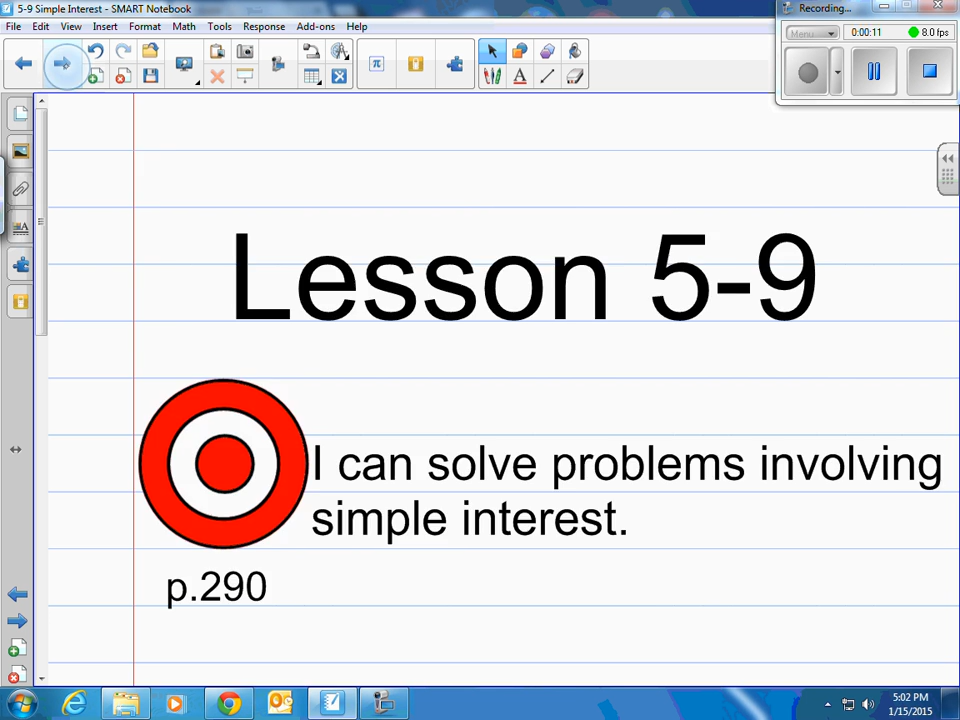 5-9 Simple Interest - SMART Notebook
File Edit View Insert Format Math Tools Response Add-ons Help
Recording...
Menu 0:00:11 8.0 fps
π
A
Lesson 5-9
I can solve problems involving
simple interest.
p.290
5:02 PM
1/15/2015